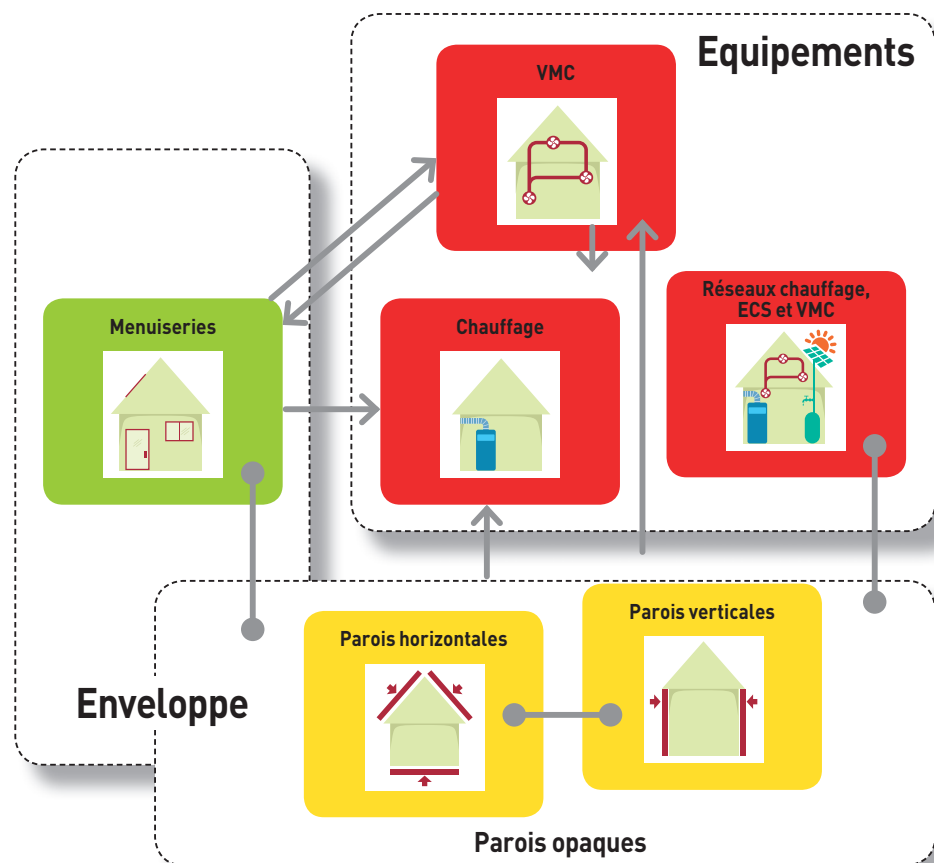 Equipements
VMC
Menuiseries
Chauffage
Réseaux chauffage,
ECS et VMC
Enveloppe
Parois horizontales
Parois verticales
Parois opaques